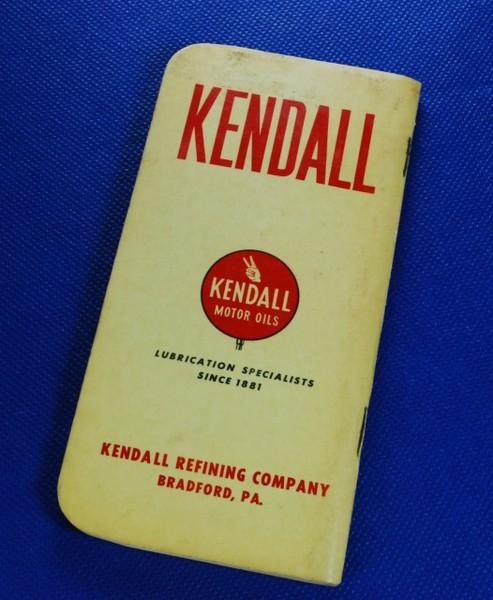 KENDALL
KENDALL
MOTOR OILS
LUBRICATION SPECIALISTS
SINCE 1881
KENDALL REFINING COMPANY
BRADFORD, PA.